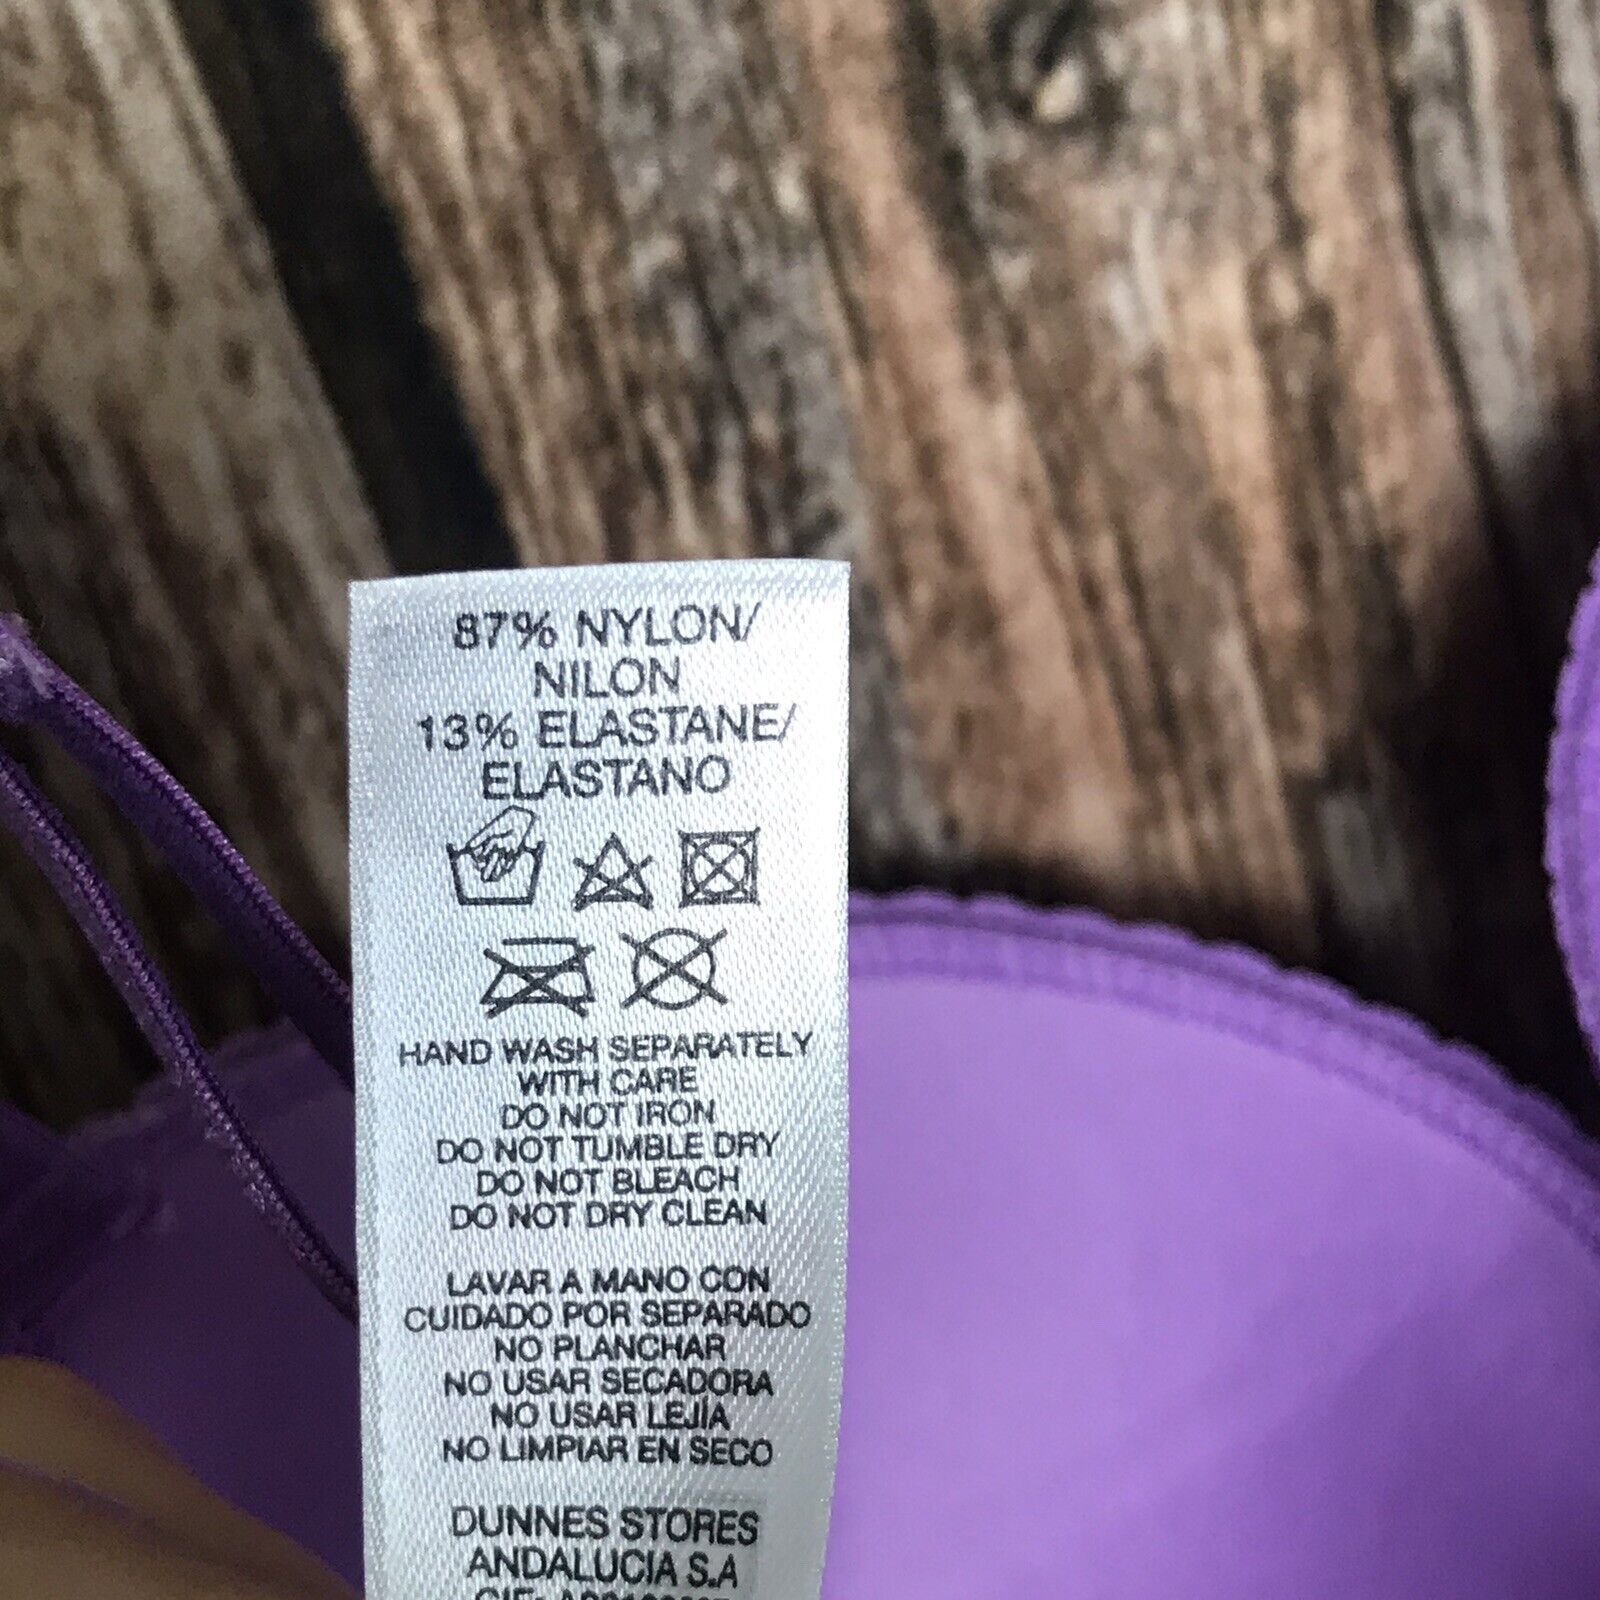 87% NYLON/
NILON
13% ELASTANE/
ELASTANO
HAND WASH SEPARATELY
WITH CARE
DO NOT IRON
DO NOT TUMBLE DRY
DO NOT BLEACH
DO NOT DRY CLEAN
LAVAR A MANO CON
CUIDADO POR SEPARADO
NO PLANCHAR
NO USAR SECADORA
NO USAR LEJÍA
NO LIMPIAR EN SECO
DUNNES STORES
ANDALUCIA S.A